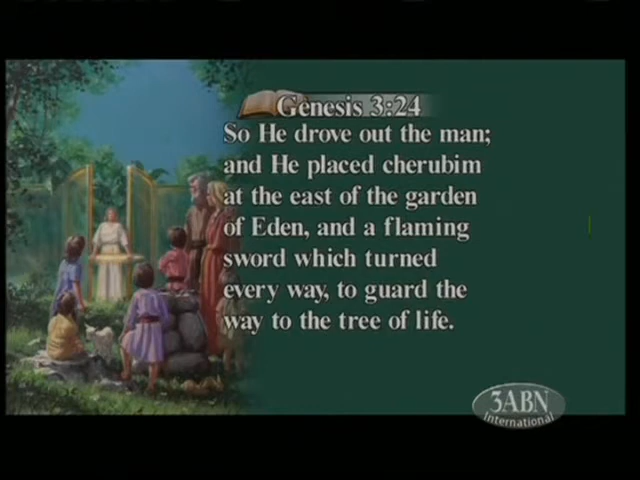 Genesis 3:24
So He drove out the man;
and He placed cherubim
at the east of the garden
of Eden, and a flaming
sword which turned
every way, to guard the
way to the tree of life.
3ABN
International